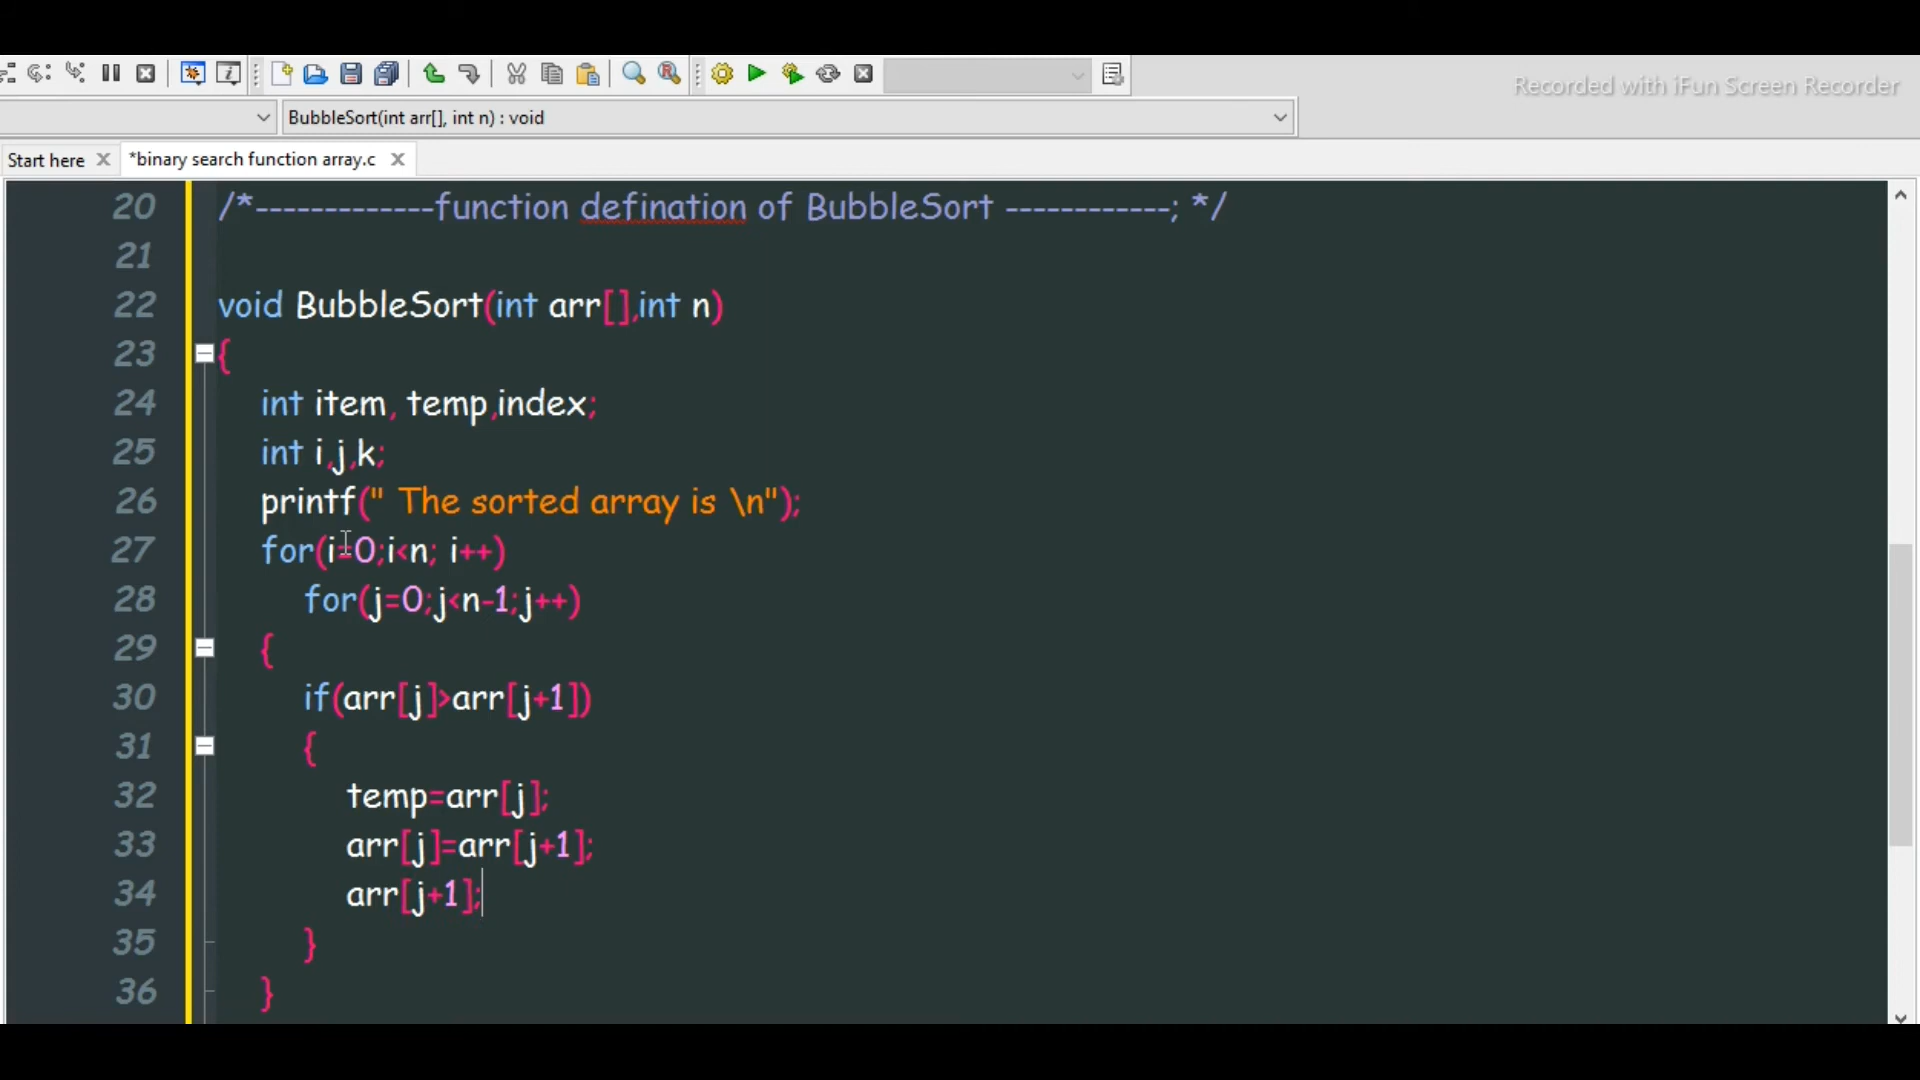 Recorded with iFun Screen Recorder
BubbleSort(int arr[], int n) : void
Start here
*binary search function array.c
20 /*-------------function defination of BubbleSort ------------; */
21
22 void BubbleSort(int arr[],int n)
23 {
24 int item, temp,index;
25 int i,j,k;
26 printf(" The sorted array is \n");
27 for(i=0;i<n; i++)
28 for(j=0;j<n-1;j++)
29 {
30 if(arr[j]>arr[j+1])
31 {
32 temp=arr[j];
33 arr[j]=arr[j+1];
34 arr[j+1];
35 }
36 }